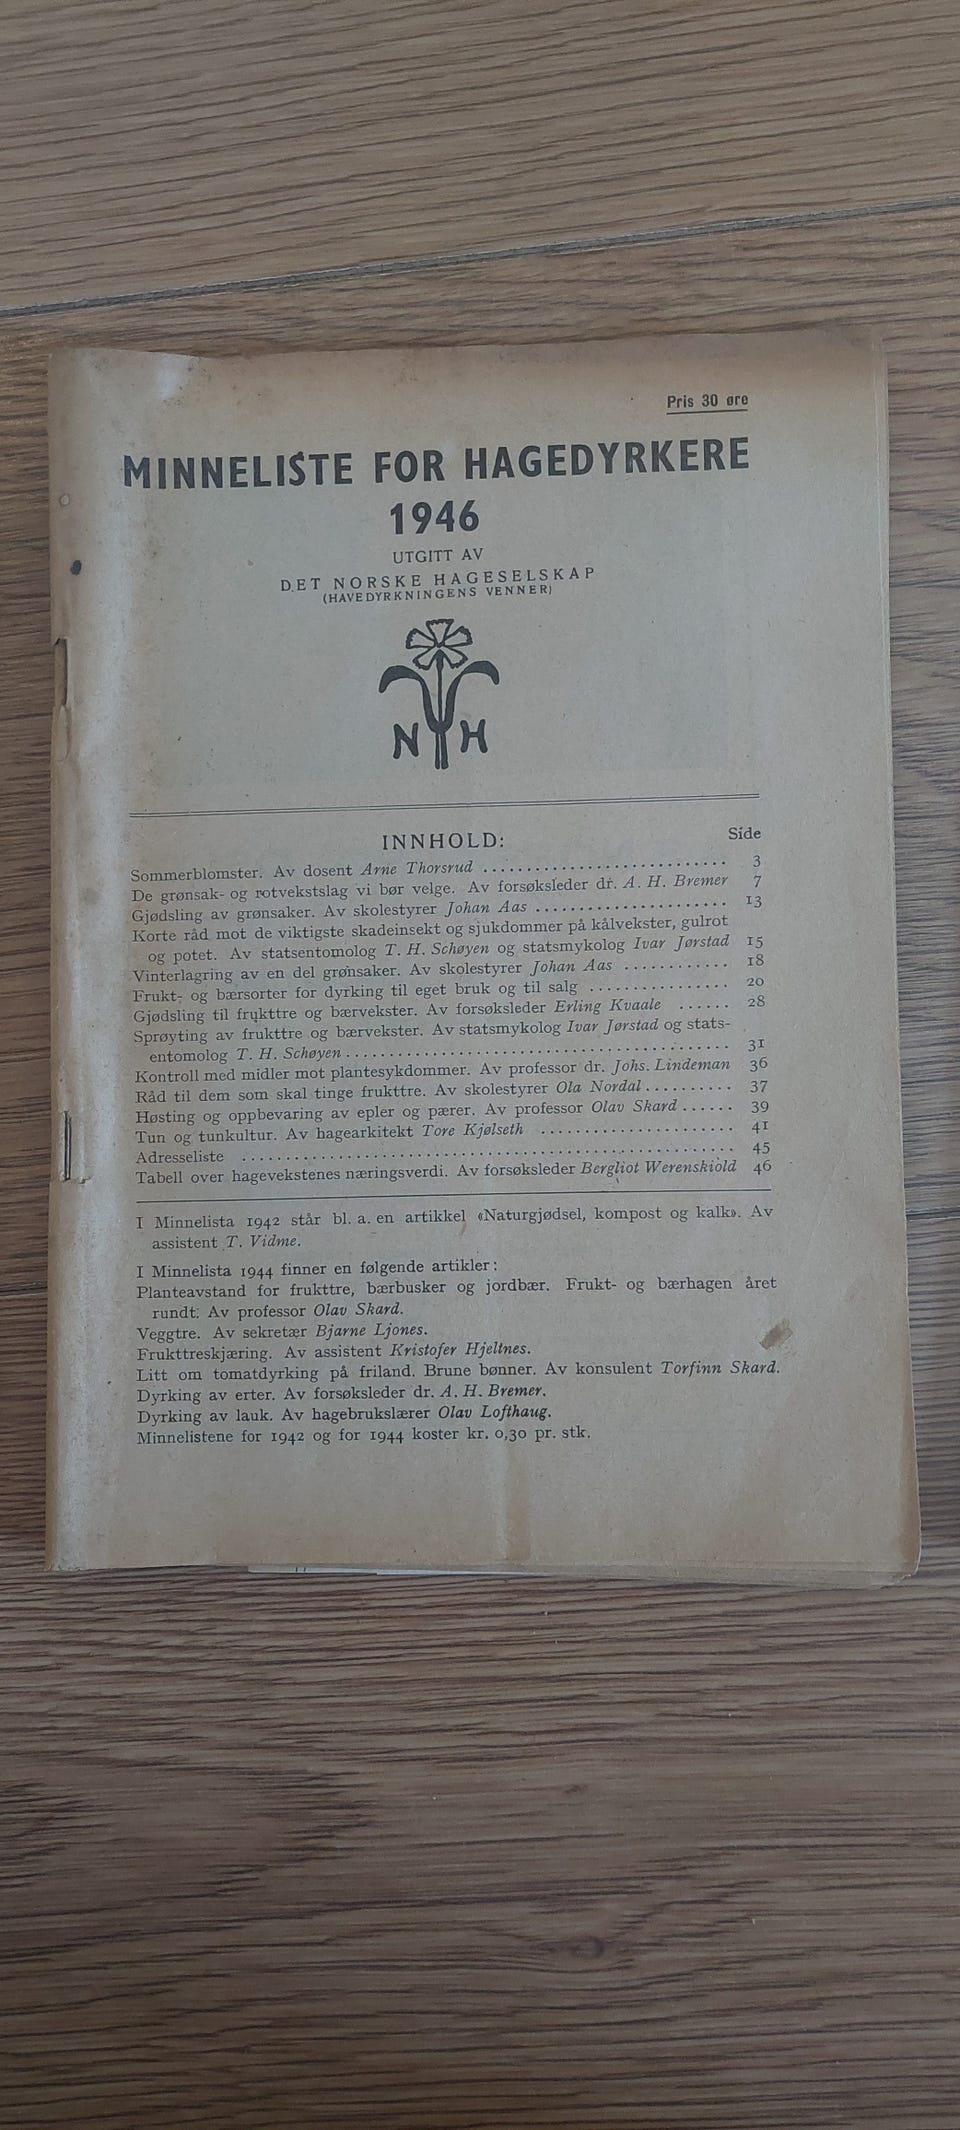 Pris 30 øre
MINNELISTE FOR HAGEDYRKERE
1946
UTGITT AV
DET NORSKE HAGESELSKAP
(HAVEDYRKNINGENS VENNER)
N H
INNHOLD: Side
Sommerblomster. Av dosent Arne Thorsrud ........................... 3
De grønsak- og rotvekstslag vi bør velge. Av forsøksleder dr. A. H. Bremer 7
Gjødsling av grønsaker. Av skolestyrer Johan Aas ...................... 13
Korte råd mot de viktigste skadeinsekt og sjukdommer på kålvekster, gulrot
og potet. Av statsentomolog T. H. Schøyen og statsmykolog Ivar Jørstad 15
Vinterlagring av en del grønsaker. Av skolestyrer Johan Aas ............ 18
Frukt- og bærsorter for dyrking til eget bruk og til salg ................ 20
Gjødsling til frukttre og bærvekster. Av forsøksleder Erling Kvaale ...... 28
Sprøyting av frukttre og bærvekster. Av statsmykolog Ivar Jørstad og stats-
entomolog T. H. Schøyen ........................................... 31
Kontroll med midler mot plantesykdommer. Av professor dr. Johs. Lindeman 36
Råd til dem som skal tinge frukttre. Av skolestyrer Ola Nordal .......... 37
Høsting og oppbevaring av epler og pærer. Av professor Olav Skard ...... 39
Tun og tunkultur. Av hagearkitekt Tore Kjølseth ...................... 41
Adresseliste ...................................................... 45
Tabell over hagevekstenes næringsverdi. Av forsøksleder Bergliot Werenskiold 46
I Minnelista 1942 står bl. a. en artikkel «Naturgjødsel, kompost og kalk». Av
assistent T. Vidme.
I Minnelista 1944 finner en følgende artikler:
Planteavstand for frukttre, bærbusker og jordbær. Frukt- og bærhagen året
rundt. Av professor Olav Skard.
Veggtre. Av sekretær Bjarne Ljones.
Frukttreskjæring. Av assistent Kristofer Hjeltnes.
Litt om tomatdyrking på friland. Brune bønner. Av konsulent Torfinn Skard.
Dyrking av erter. Av forsøksleder dr. A. H. Bremer.
Dyrking av lauk. Av hagebrukslærer Olav Lofthaug.
Minnelistene for 1942 og for 1944 koster kr. 0,30 pr. stk.